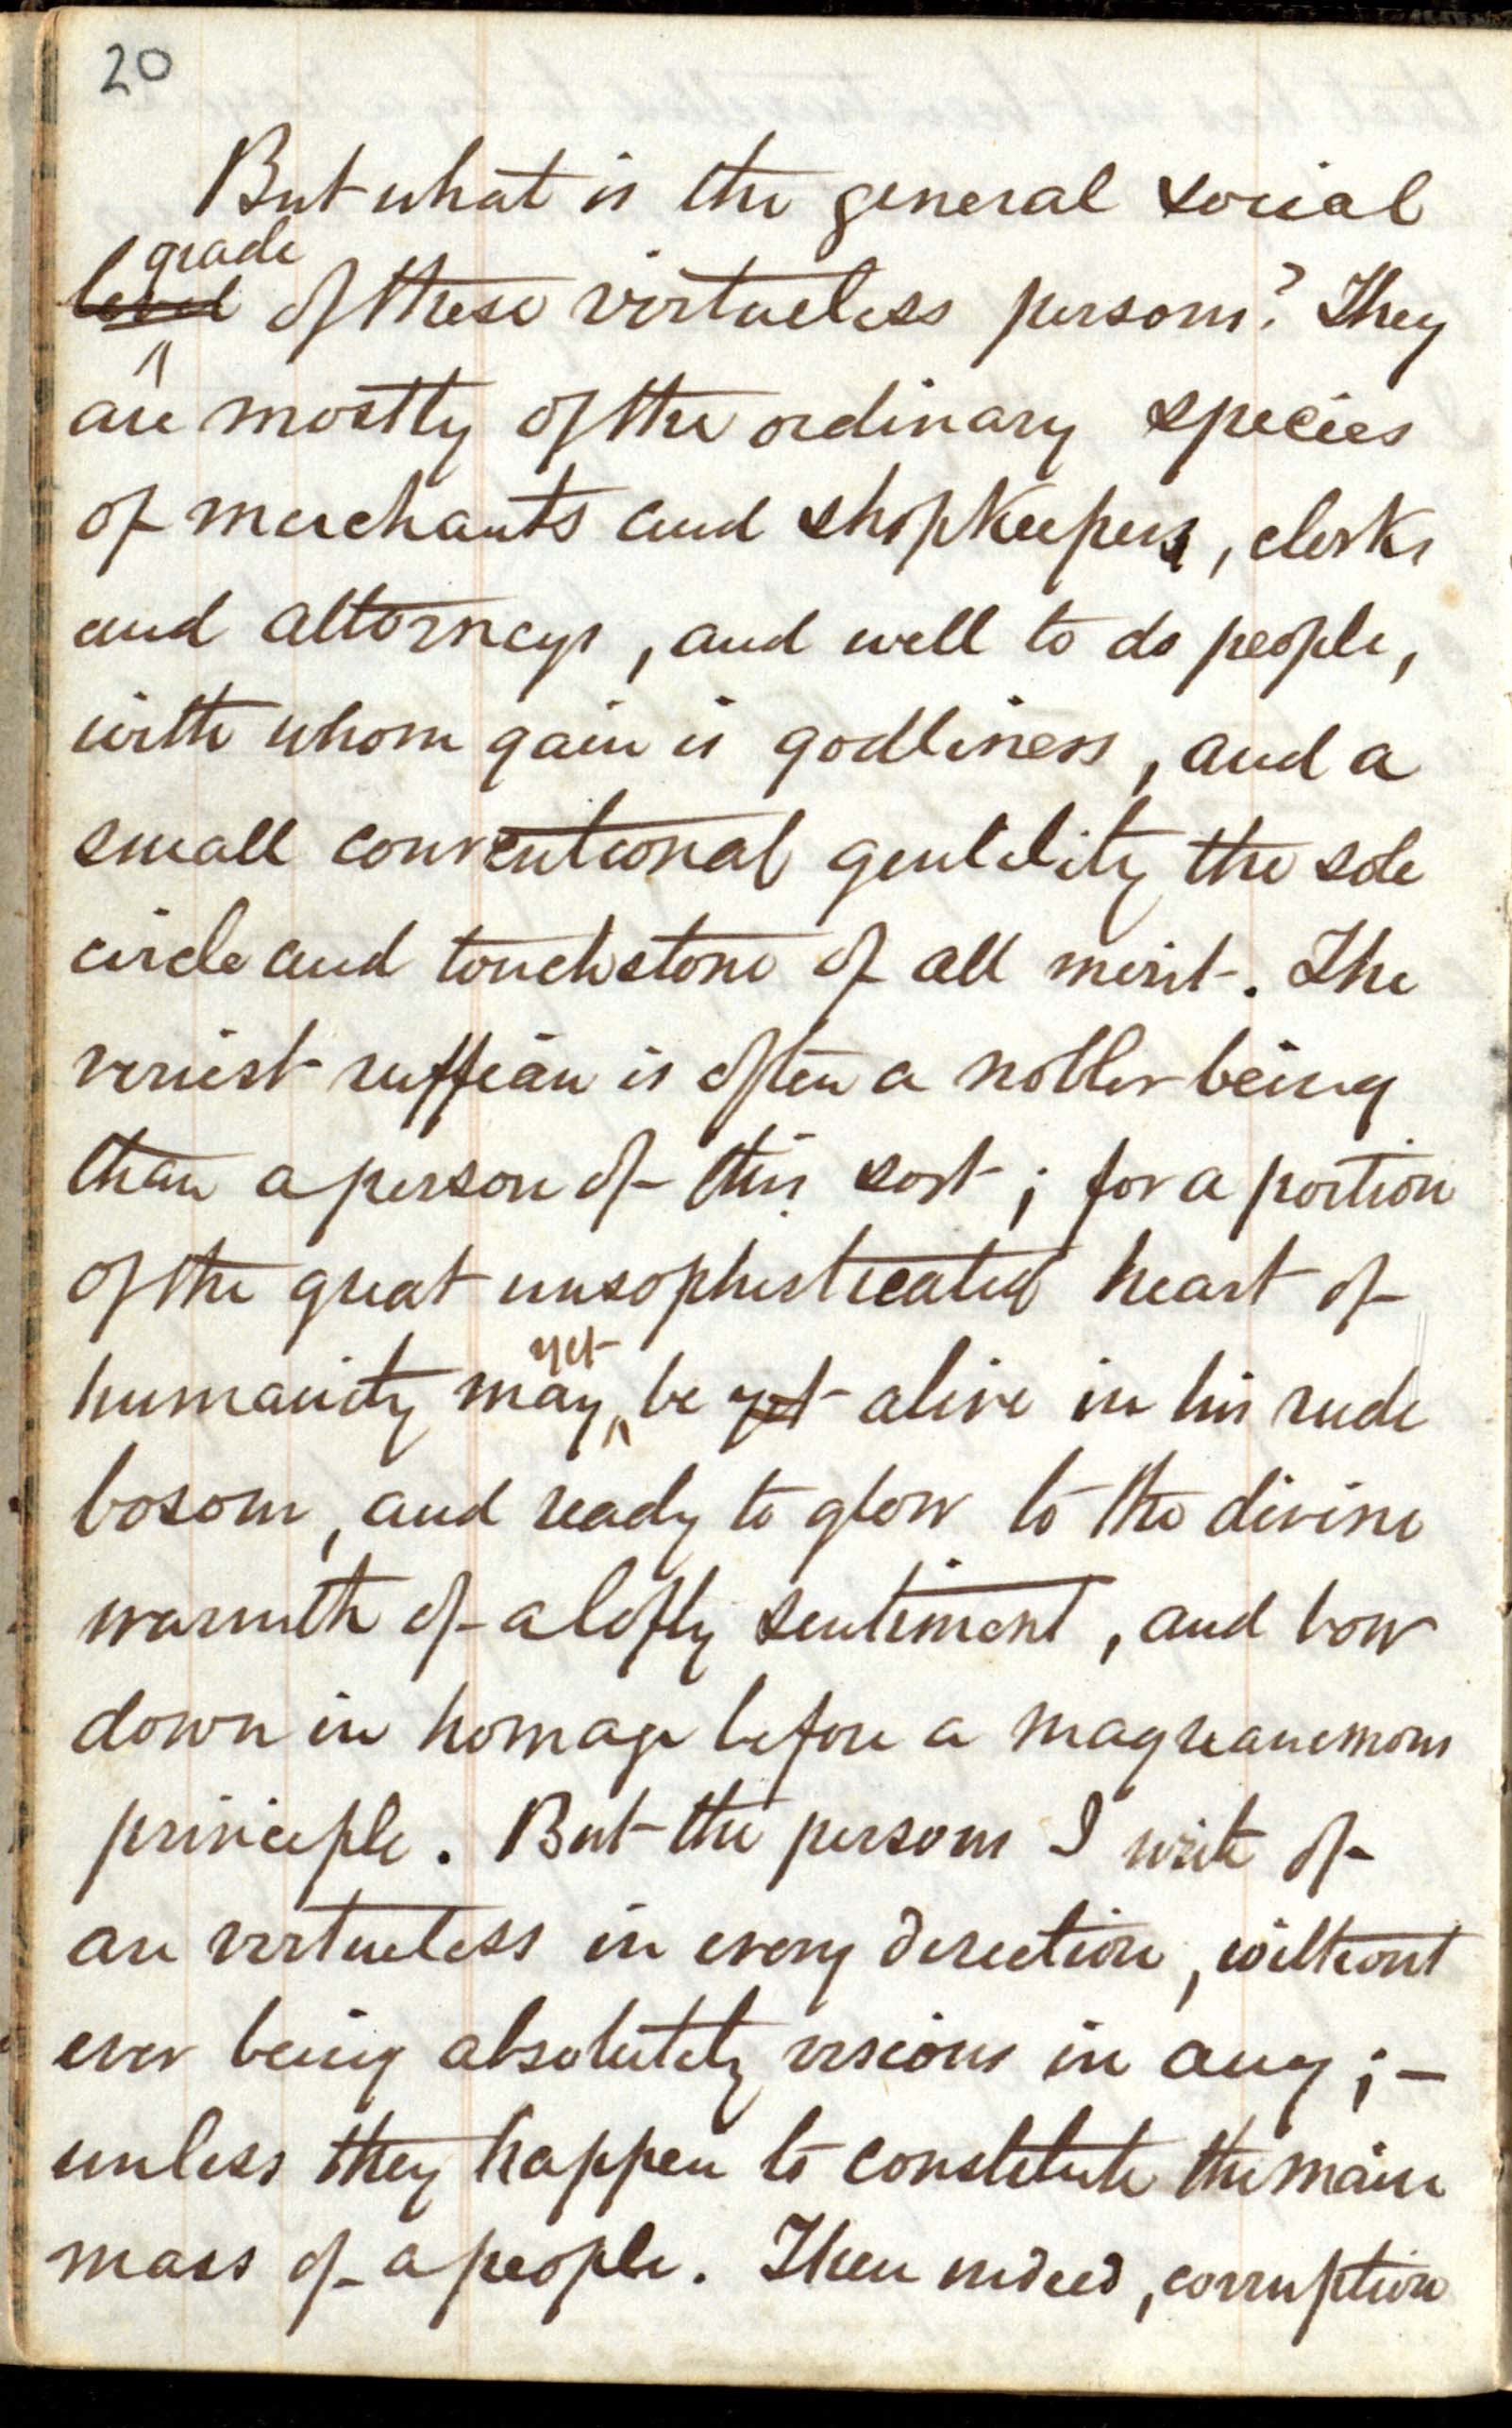 20
But what is the general social
grade
level of these virtueless persons? They
are mostly of the ordinary species
of merchants and shopkeepers, clerks
and attorneys, and well to do people,
with whom gain is godliness, and a
small conventional gentility the sole
circle and touchstone of all merit. The
veriest ruffian is often a nobler being
than a person of this sort; for a portion
of the great unsophisticated heart of
yet
humanity may be yet alive in his rude
bosom, and ready to glow to the divine
warmth of a lofty sentiment, and bow
down in homage before a magnanimous
principle. But the persons I write of
are virtueless in every direction, without
ever being absolutely viscious in any; —
unless they happen to constitute the main
mass of a people. Then indeed, corruption